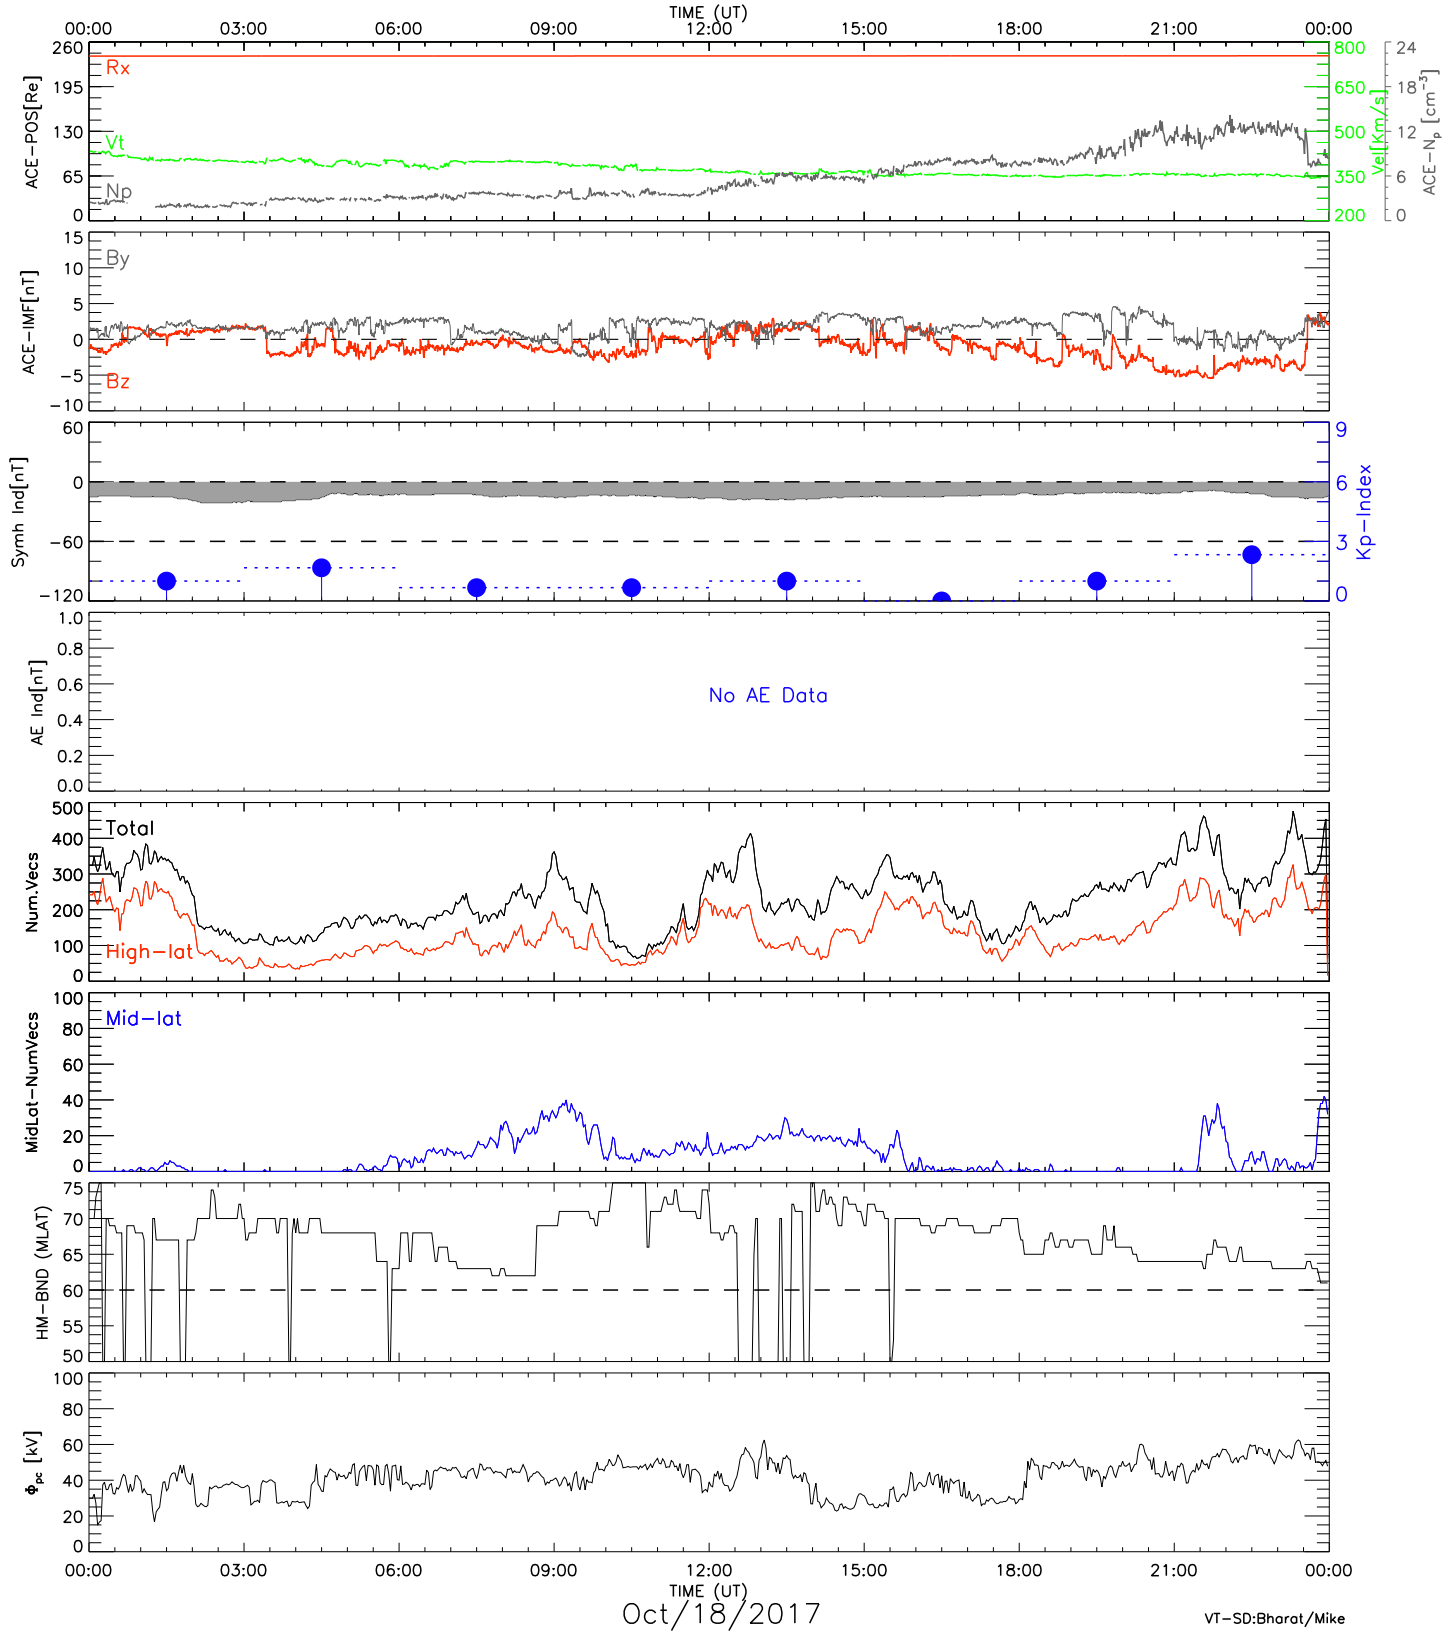 TIME (UT)
00:00 03:00 06:00 09:00 12:00 15:00 18:00 21:00 00:00
260
195
130
65
0
ACE-POS[Re]
Rx
Vt
Np
800
650
500
350
200
Vel[Km/s]
24
18
12
6
0
ACE-Np [cm⁻³]
15
10
5
0
-5
-10
ACE-IMF[nT]
By
Bz
60
0
-60
-120
Symh Ind[nT]
9
6
3
0
Kp-Index
1.0
0.8
0.6
0.4
0.2
0.0
AE Ind[nT]
No AE Data
500
400
300
200
100
0
Num.Vecs
Total
High-lat
100
80
60
40
20
0
MidLat-NumVecs
Mid-lat
75
70
65
60
55
50
HM-BND (MLAT)
100
80
60
40
20
0
Φpc [kV]
00:00 03:00 06:00 09:00 12:00 15:00 18:00 21:00 00:00
TIME (UT)
Oct/18/2017
VT-SD:Bharat/Mike